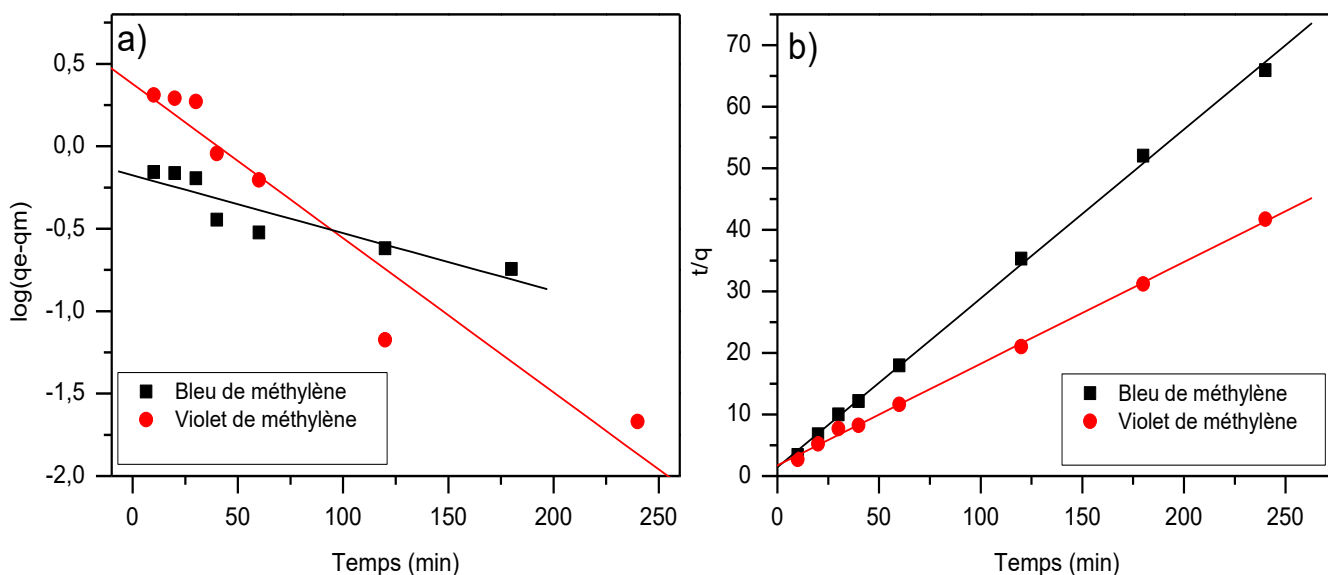 a)
log(qe-qm)
0,5
0,0
-0,5
-1,0
-1,5
-2,0
Bleu de méthylène
Violet de méthylène
0 50 100 150 200 250
Temps (min)
b)
t/q
70
60
50
40
30
20
10
0
Bleu de méthylène
Violet de méthylène
0 50 100 150 200 250
Temps (min)